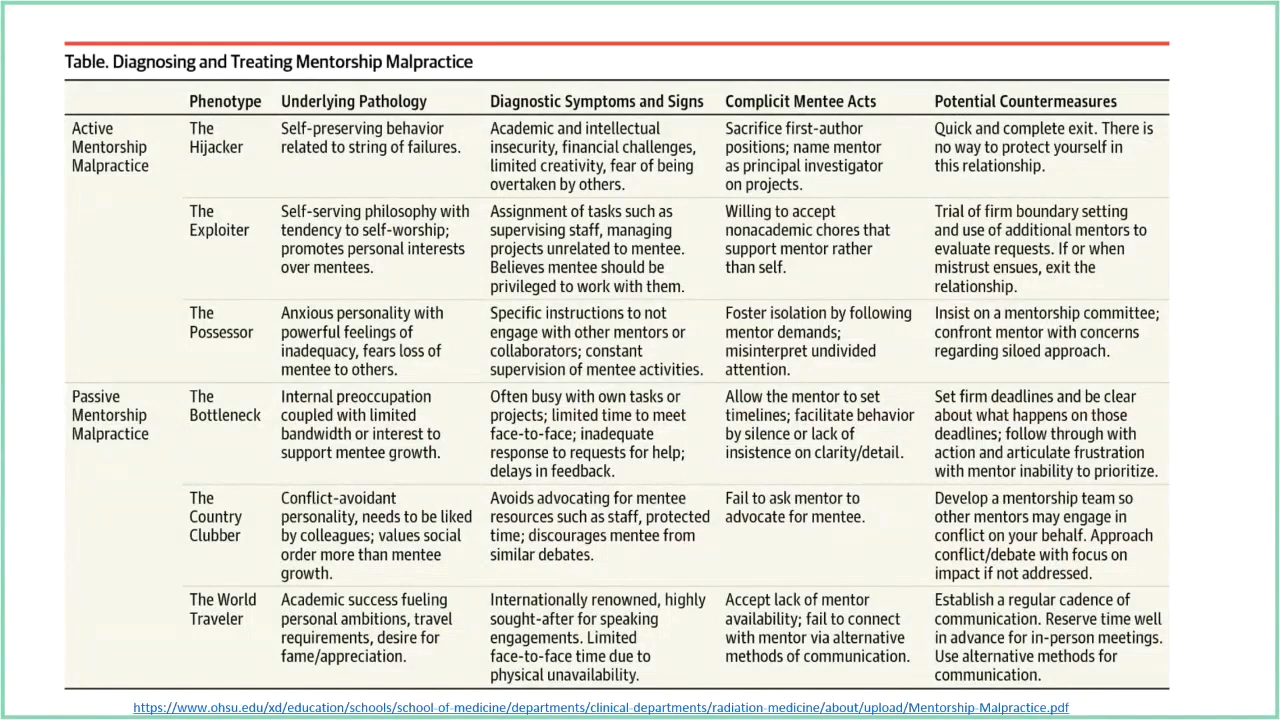 Table. Diagnosing and Treating Mentorship Malpractice
Phenotype Underlying Pathology Diagnostic Symptoms and Signs Complicit Mentee Acts Potential Countermeasures
Active
Mentorship
Malpractice
The
Hijacker
Self-preserving behavior
related to string of failures.
Academic and intellectual
insecurity, financial challenges,
limited creativity, fear of being
overtaken by others.
Sacrifice first-author
positions; name mentor
as principal investigator
on projects.
Quick and complete exit. There is
no way to protect yourself in
this relationship.
The
Exploiter
Self-serving philosophy with
tendency to self-worship;
promotes personal interests
over mentees.
Assignment of tasks such as
supervising staff, managing
projects unrelated to mentee.
Believes mentee should be
privileged to work with them.
Willing to accept
nonacademic chores that
support mentor rather
than self.
Trial of firm boundary setting
and use of additional mentors to
evaluate requests. If or when
mistrust ensues, exit the
relationship.
The
Possessor
Anxious personality with
powerful feelings of
inadequacy, fears loss of
mentee to others.
Specific instructions to not
engage with other mentors or
collaborators; constant
supervision of mentee activities.
Foster isolation by following
mentor demands;
misinterpret undivided
attention.
Insist on a mentorship committee;
confront mentor with concerns
regarding siloed approach.
Passive
Mentorship
Malpractice
The
Bottleneck
Internal preoccupation
coupled with limited
bandwidth or interest to
support mentee growth.
Often busy with own tasks or
projects; limited time to meet
face-to-face; inadequate
response to requests for help;
delays in feedback.
Allow the mentor to set
timelines; facilitate behavior
by silence or lack of
insistence on clarity/detail.
Set firm deadlines and be clear
about what happens on those
deadlines; follow through with
action and articulate frustration
with mentor inability to prioritize.
The
Country
Clubber
Conflict-avoidant
personality, needs to be liked
by colleagues; values social
order more than mentee
growth.
Avoids advocating for mentee
resources such as staff, protected
time; discourages mentee from
similar debates.
Fail to ask mentor to
advocate for mentee.
Develop a mentorship team so
other mentors may engage in
conflict on your behalf. Approach
conflict/debate with focus on
impact if not addressed.
The World
Traveler
Academic success fueling
personal ambitions, travel
requirements, desire for
fame/appreciation.
Internationally renowned, highly
sought-after for speaking
engagements. Limited
face-to-face time due to
physical unavailability.
Accept lack of mentor
availability; fail to connect
with mentor via alternative
methods of communication.
Establish a regular cadence of
communication. Reserve time well
in advance for in-person meetings.
Use alternative methods for
communication.
https://www.ohsu.edu/xd/education/schools/school-of-medicine/departments/clinical-departments/radiation-medicine/about/upload/Mentorship-Malpractice.pdf